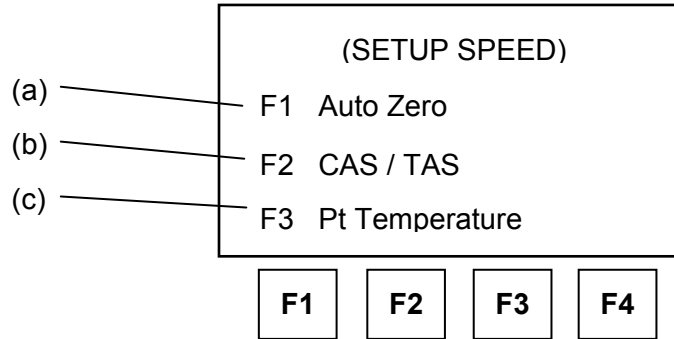 (SETUP SPEED)
(a)
F1 Auto Zero
(b)
F2 CAS / TAS
(c)
F3 Pt Temperature
F1 F2 F3 F4